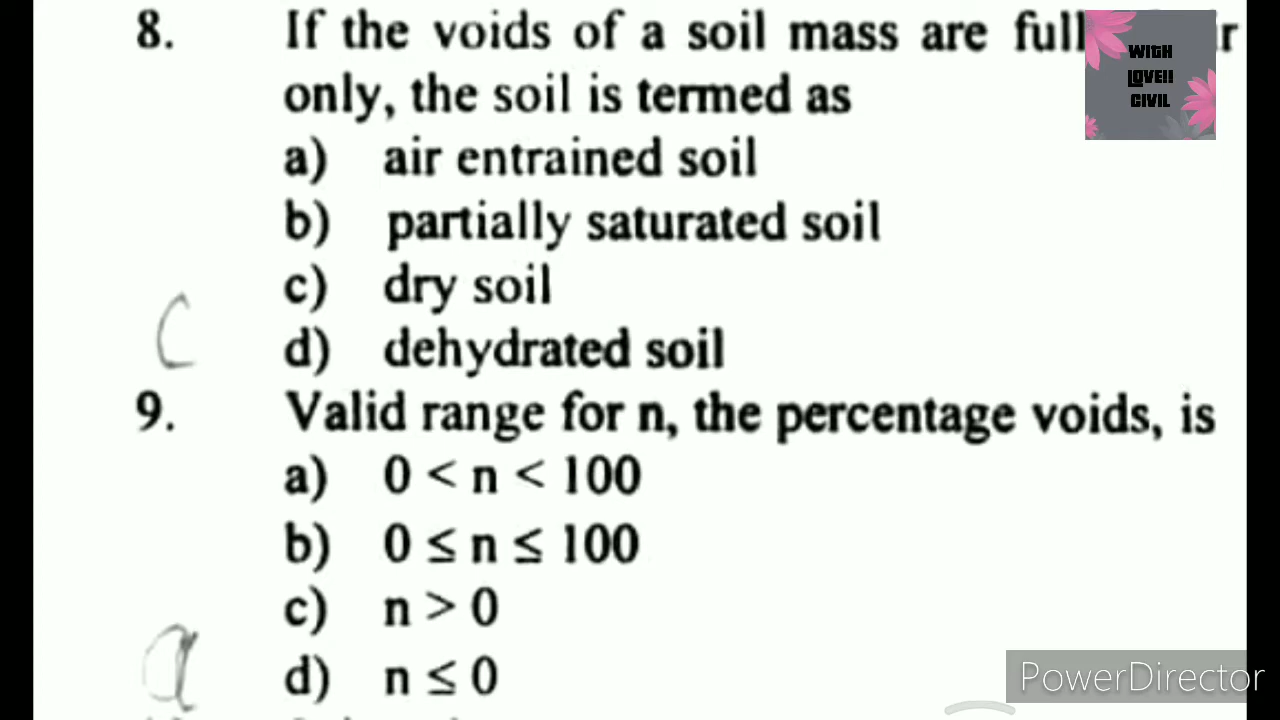 8. If the voids of a soil mass are full
only, the soil is termed as
a) air entrained soil
b) partially saturated soil
c) dry soil
C
d) dehydrated soil
9. Valid range for n, the percentage voids, is
a) 0 < n < 100
b) 0 ≤ n ≤ 100
c) n > 0
a
d) n ≤ 0
WITH
LOVELL
CIVIL
PowerDirector